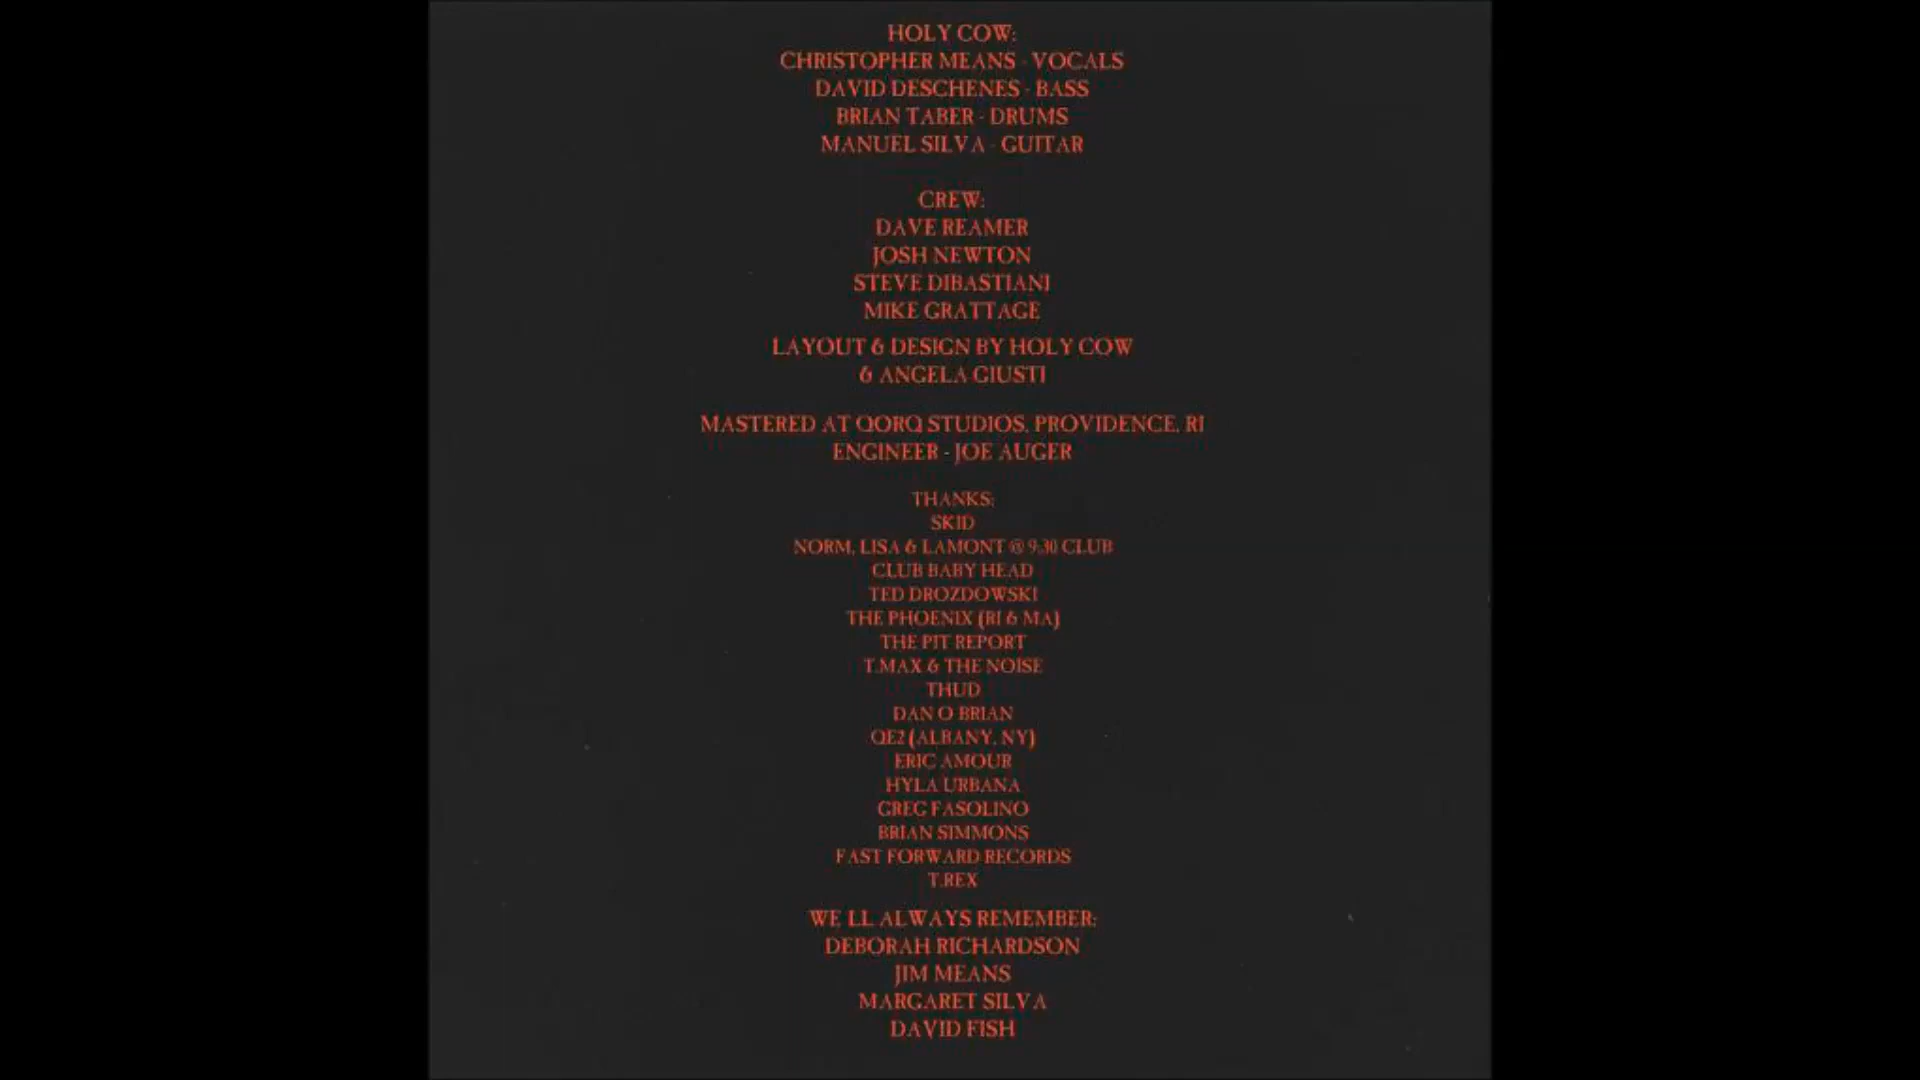 HOLY COW:
CHRISTOPHER MEANS - VOCALS
DAVID DESCHENES - BASS
BRIAN TABER - DRUMS
MANUEL SILVA - GUITAR
CREW:
DAVE REAMER
JOSH NEWTON
STEVE DIBASTIANI
MIKE GRATTAGE
LAYOUT & DESIGN BY HOLY COW
& ANGELA GIUSTI
MASTERED AT QORQ STUDIOS, PROVIDENCE, RI
ENGINEER - JOE AUGER
THANKS:
SKID
NORM, LISA & LAMONT @ 9:30 CLUB
CLUB BABY HEAD
TED DROZDOWSKI
THE PHOENIX (RI & MA)
THE PIT REPORT
T.MAX & THE NOISE
THUD
DAN O BRIAN
QE2 (ALBANY, NY)
ERIC AMOUR
HYLA URBANA
GREG FASOLINO
BRIAN SIMMONS
FAST FORWARD RECORDS
T.REX
WE LL ALWAYS REMEMBER:
DEBORAH RICHARDSON
JIM MEANS
MARGARET SILVA
DAVID FISH